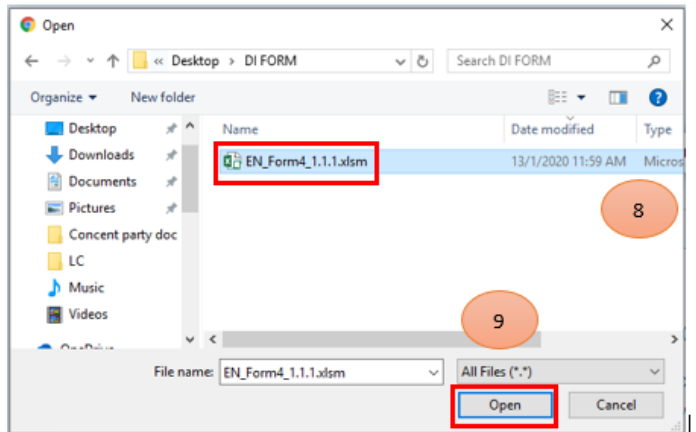 Open
« Desktop > DI FORM
Search DI FORM
Organize
New folder
Desktop
Downloads
Documents
Pictures
Concent party doc
LC
Music
Videos
OneDrive
Name
Date modified
Type
EN_Form4_1.1.1.xlsm
13/1/2020 11:59 AM
Micros
8
9
File name:
EN_Form4_1.1.1.xlsm
All Files (*.*)
Open
Cancel